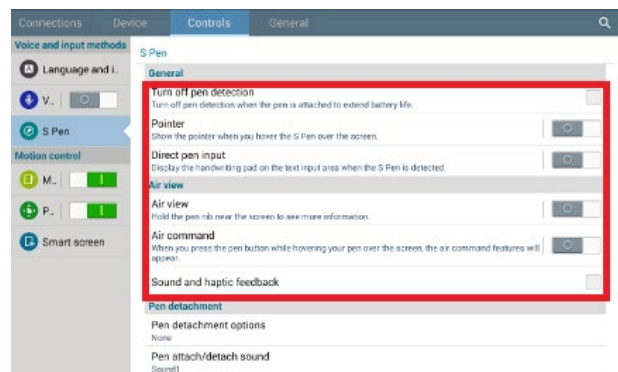 Connections Device Controls General
Voice and input methods
Language and i..
V..
S Pen
Motion control
M..
P..
Smart screen
S Pen
General
Turn off pen detection
Turn off pen detection when the pen is attached to extend battery life.
Pointer
Show the pointer when you hover the S Pen over the screen.
Direct pen input
Display the handwriting pad on the text input area when the S Pen is detected.
Air view
Air view
Hold the pen nib near the screen to see more information.
Air command
When you press the pen button while hovering your pen over the screen, the air command features will
appear.
Sound and haptic feedback
Pen detachment
Pen detachment options
None
Pen attach/detach sound
Sound1